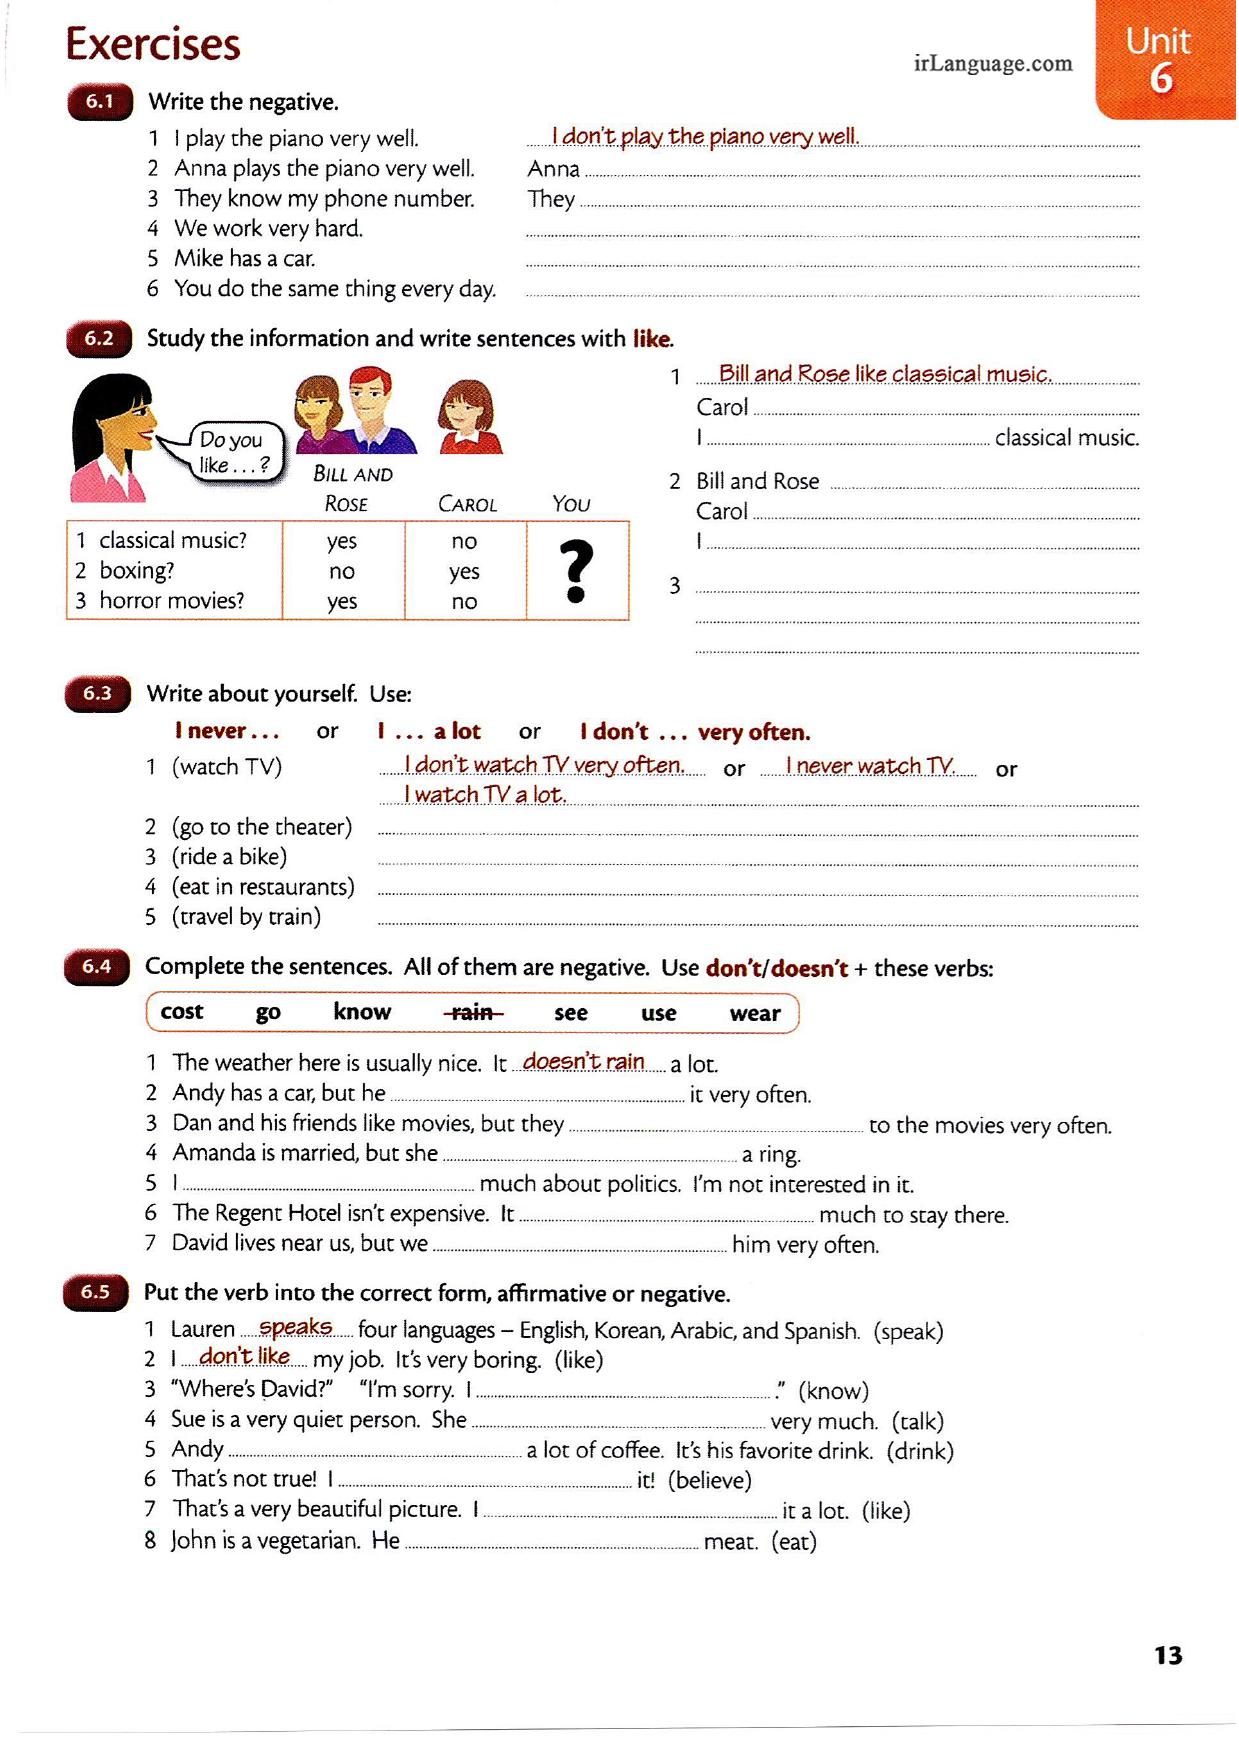 Exercises
irLanguage.com
Unit
6
6.1 Write the negative.
1 I play the piano very well. I don't play the piano very well.
2 Anna plays the piano very well. Anna
3 They know my phone number. They
4 We work very hard.
5 Mike has a car.
6 You do the same thing every day.
6.2 Study the information and write sentences with like.
Do you
like . . . ?
BILL AND
ROSE CAROL YOU
1 classical music? yes no
2 boxing? no yes
3 horror movies? yes no
?
1 Bill and Rose like classical music.
Carol
I classical music.
2 Bill and Rose
Carol
I
3
6.3 Write about yourself. Use:
I never . . . or I . . . a lot or I don't . . . very often.
1 (watch TV) I don't watch TV very often. or I never watch TV. or
I watch TV a lot.
2 (go to the theater)
3 (ride a bike)
4 (eat in restaurants)
5 (travel by train)
6.4 Complete the sentences. All of them are negative. Use don't/doesn't + these verbs:
cost go know rain see use wear
1 The weather here is usually nice. It doesn't rain a lot.
2 Andy has a car, but he it very often.
3 Dan and his friends like movies, but they to the movies very often.
4 Amanda is married, but she a ring.
5 I much about politics. I'm not interested in it.
6 The Regent Hotel isn't expensive. It much to stay there.
7 David lives near us, but we him very often.
6.5 Put the verb into the correct form, affirmative or negative.
1 Lauren speaks four languages – English, Korean, Arabic, and Spanish. (speak)
2 I don't like my job. It's very boring. (like)
3 "Where's David?" "I'm sorry. I ." (know)
4 Sue is a very quiet person. She very much. (talk)
5 Andy a lot of coffee. It's his favorite drink. (drink)
6 That's not true! I it! (believe)
7 That's a very beautiful picture. I it a lot. (like)
8 John is a vegetarian. He meat. (eat)
13